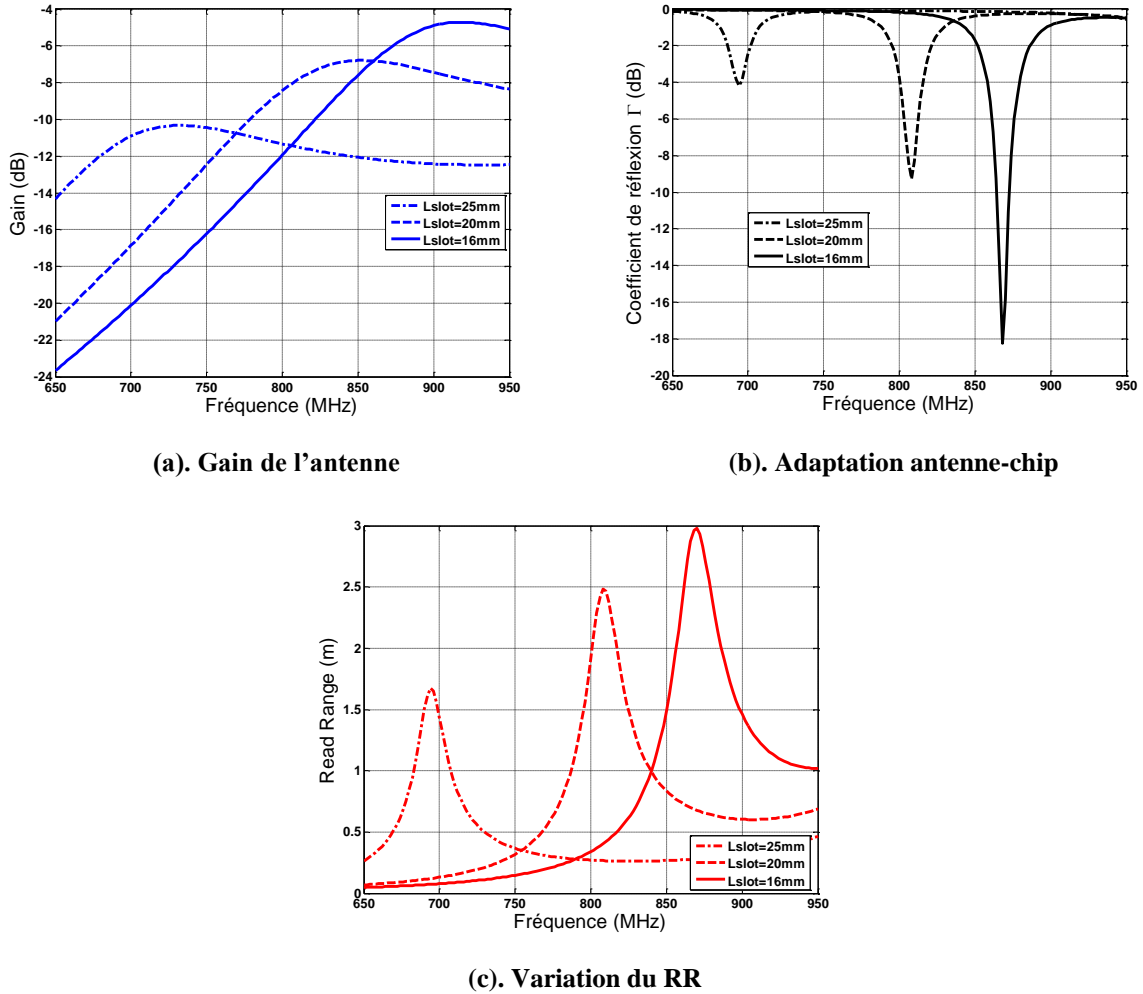 -4
-6
-8
-10
-12
-14
-16
-18
-20
-22
-24
650 700 750 800 850 900 950
Gain (dB)
Fréquence (MHz)
Lslot=25mm
Lslot=20mm
Lslot=16mm
(a). Gain de l’antenne
0
-2
-4
-6
-8
-10
-12
-14
-16
-18
-20
650 700 750 800 850 900 950
Coefficient de réflexion Γ (dB)
Fréquence (MHz)
Lslot=25mm
Lslot=20mm
Lslot=16mm
(b). Adaptation antenne-chip
3
2.5
2
1.5
1
0.5
0
650 700 750 800 850 900 950
Read Range (m)
Fréquence (MHz)
Lslot=25mm
Lslot=20mm
Lslot=16mm
(c). Variation du RR